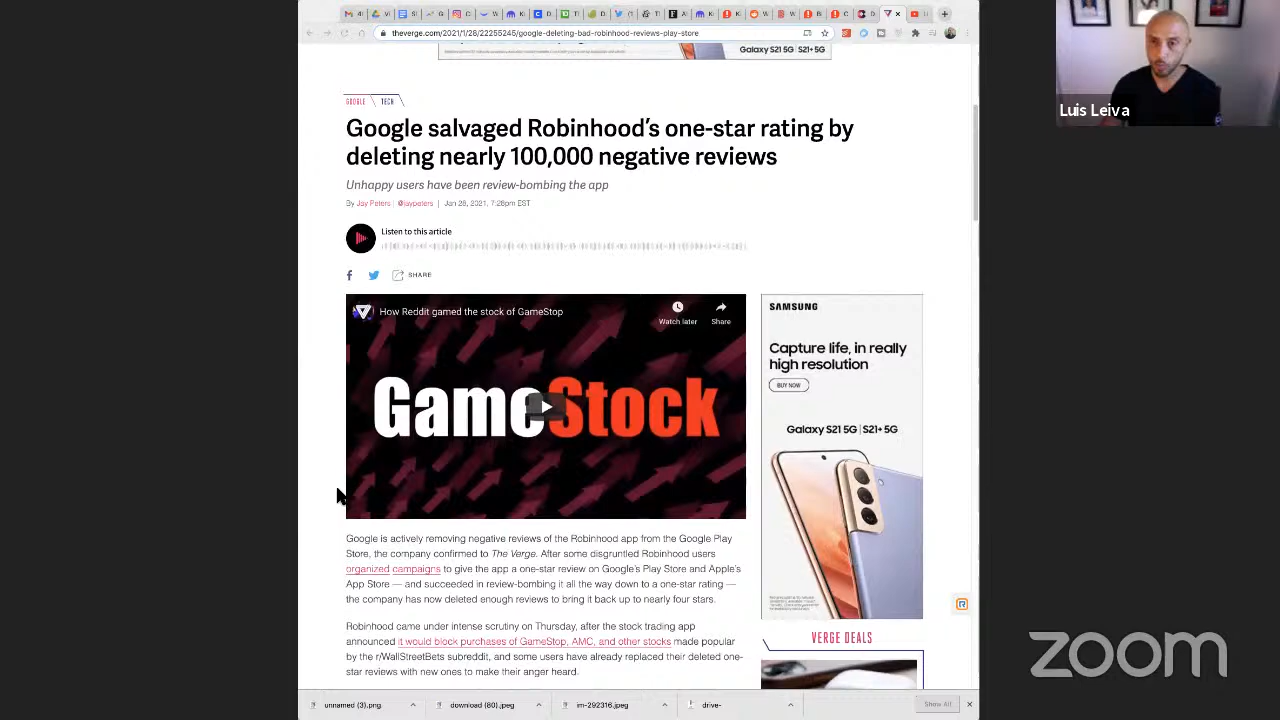 theverge.com/2021/1/28/22255245/google-deleting-bad-robinhood-reviews-play-store
Galaxy S21 5G | S21+ 5G
GOOGLE
TECH
Google salvaged Robinhood's one-star rating by
deleting nearly 100,000 negative reviews
Unhappy users have been review-bombing the app
By Jay Peters | @jaypeters | Jan 28, 2021, 7:28pm EST
Listen to this article
SHARE
How Reddit gamed the stock of GameStop
Watch later
Share
GameStock
Google is actively removing negative reviews of the Robinhood app from the Google Play
Store, the company confirmed to The Verge. After some disgruntled Robinhood users
organized campaigns to give the app a one-star review on Google's Play Store and Apple's
App Store — and succeeded in review-bombing it all the way down to a one-star rating —
the company has now deleted enough reviews to bring it back up to nearly four stars.
Robinhood came under intense scrutiny on Thursday, after the stock trading app
announced it would block purchases of GameStop, AMC, and other stocks made popular
by the r/WallStreetBets subreddit, and some users have already replaced their deleted one-
star reviews with new ones to make their anger heard.
SAMSUNG
Capture life, in really
high resolution
BUY NOW
Galaxy S21 5G | S21+ 5G
VERGE DEALS
unnamed (3).png
download (80).jpeg
im-292316.jpeg
drive-
Show All
Luis Leiva
zoom